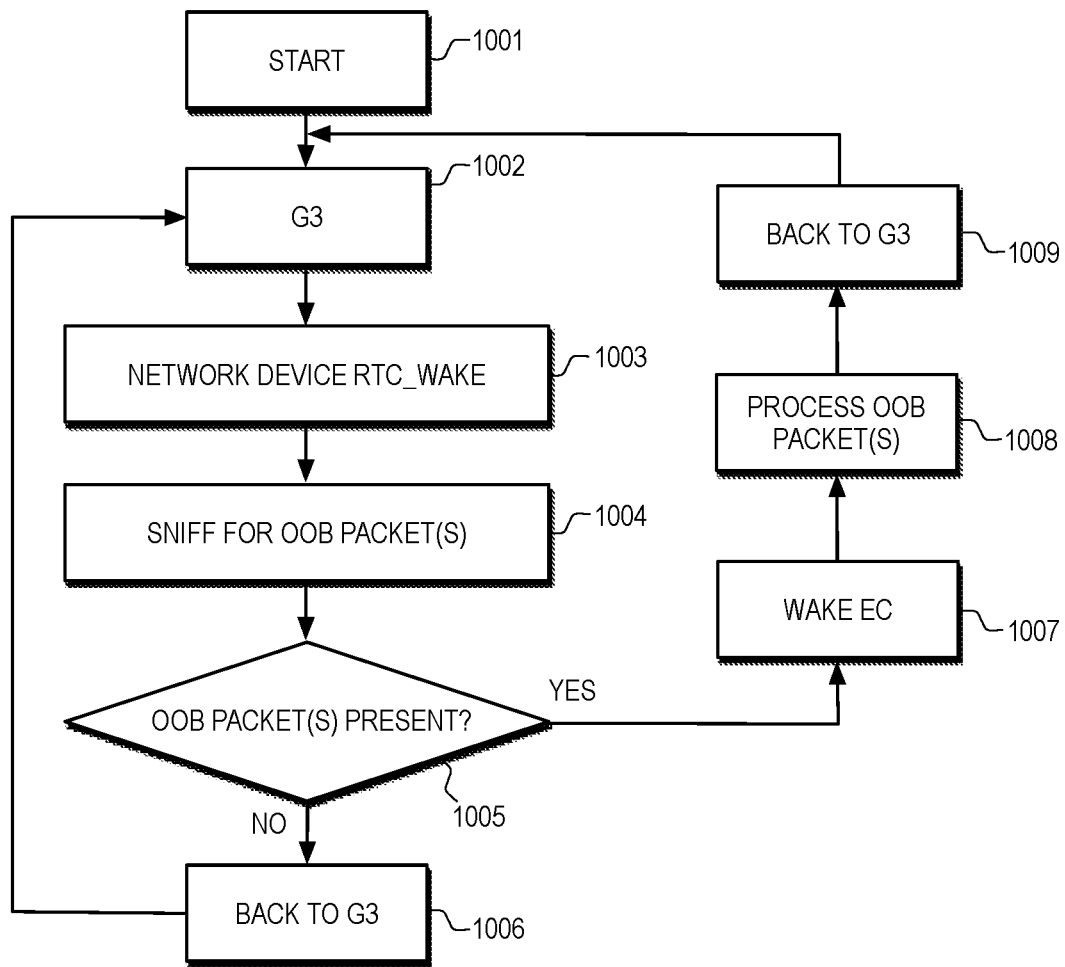 START
1001
G3
1002
NETWORK DEVICE RTC_WAKE
1003
SNIFF FOR OOB PACKET(S)
1004
OOB PACKET(S) PRESENT?
1005
YES
NO
BACK TO G3
1006
WAKE EC
1007
PROCESS OOB
PACKET(S)
1008
BACK TO G3
1009